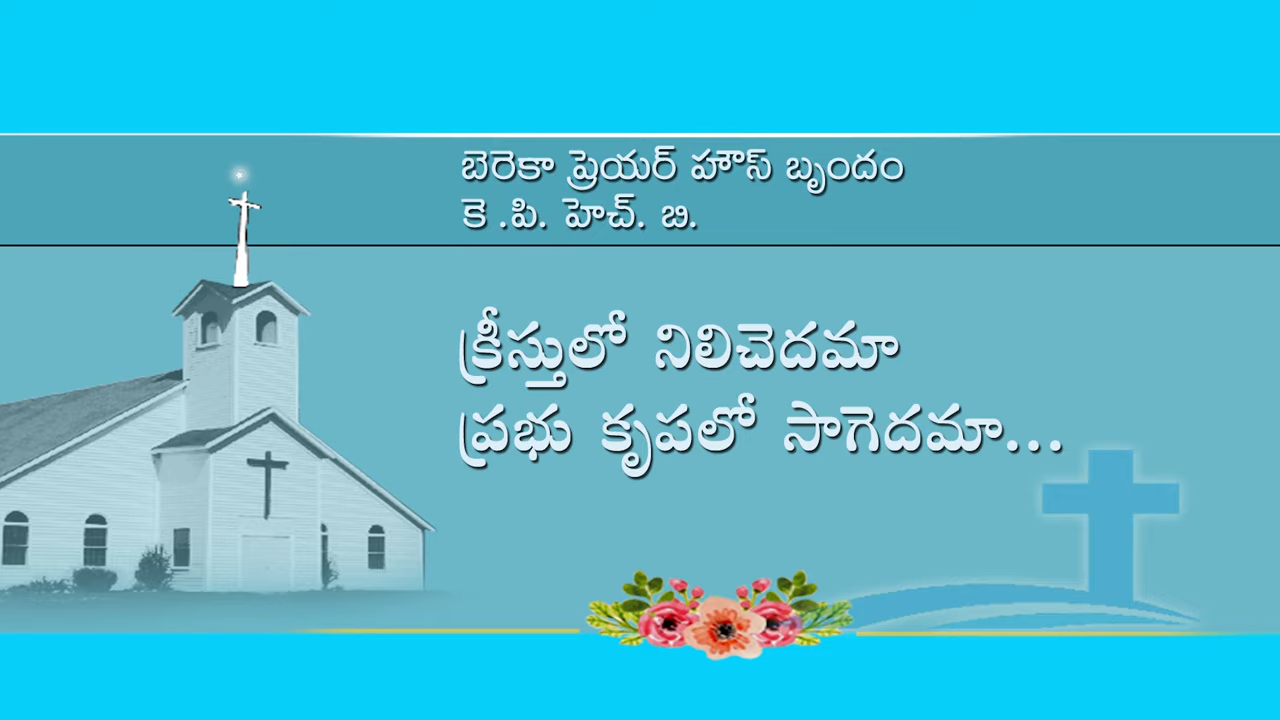 బెరెకా ప్రెయర్ హౌస్ బృందం
కె .పి. హెచ్. బి.
క్రీస్తులో నిలిచెదమా
ప్రభు కృపలో సాగెదమా...